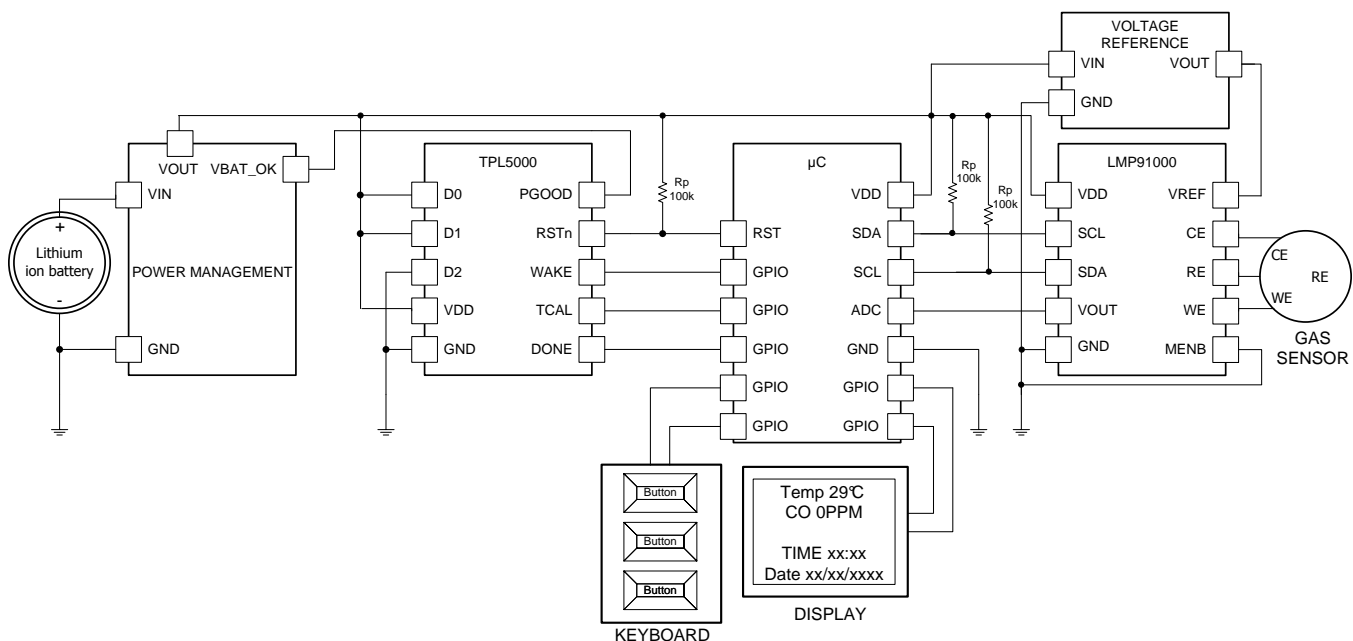 VOLTAGE
REFERENCE
VIN
VOUT
GND
VOUT
VBAT_OK
VIN
POWER MANAGEMENT
GND
+
Lithium
ion battery
-
TPL5000
D0
D1
D2
VDD
GND
PGOOD
RSTn
WAKE
TCAL
DONE
Rp
100k
µC
RST
GPIO
GPIO
GPIO
GPIO
GPIO
VDD
SDA
SCL
ADC
GND
GPIO
GPIO
Rp
100k
Rp
100k
LMP91000
VDD
SCL
SDA
VOUT
GND
VREF
CE
RE
WE
MENB
CE
RE
WE
GAS
SENSOR
Button
Button
Button
KEYBOARD
Temp 29°C
CO 0PPM
TIME xx:xx
Date xx/xx/xxxx
DISPLAY